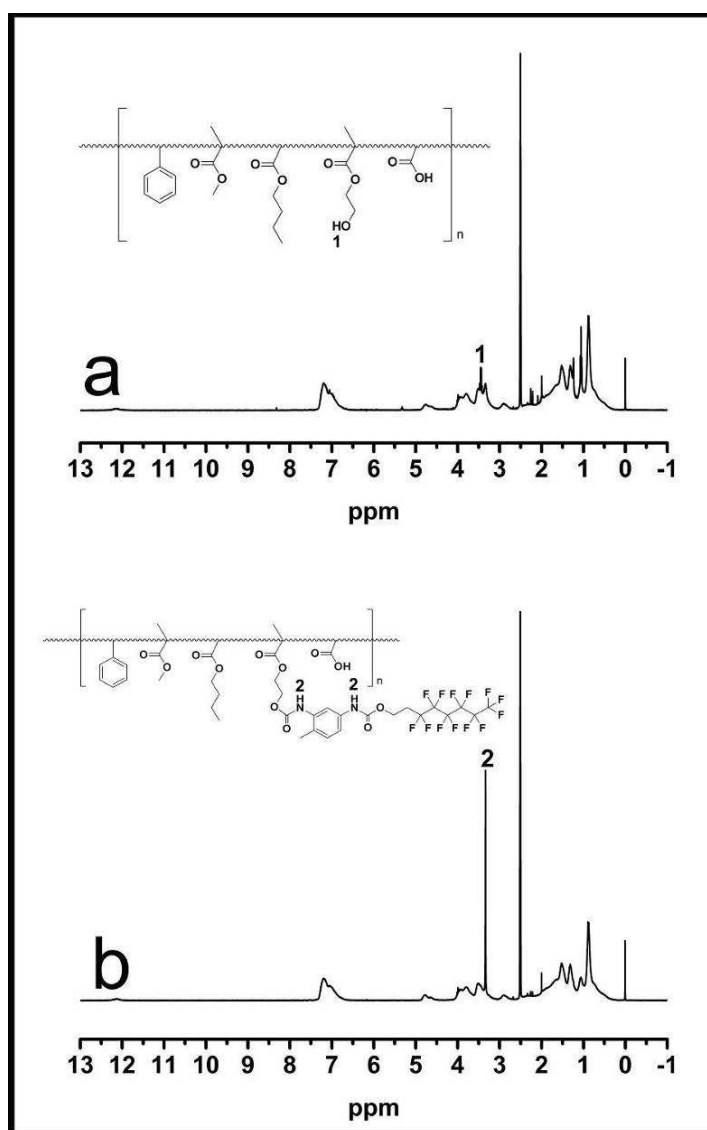 O O O O O O O O
O O O O OH
HO
1
n
1
a
13 12 11 10 9 8 7 6 5 4 3 2 1 0 -1
ppm
n
O O O O O O O O OH
2 2
H H
O N N O
O O
F F F F F F F F F F F F F
2
b
13 12 11 10 9 8 7 6 5 4 3 2 1 0 -1
ppm